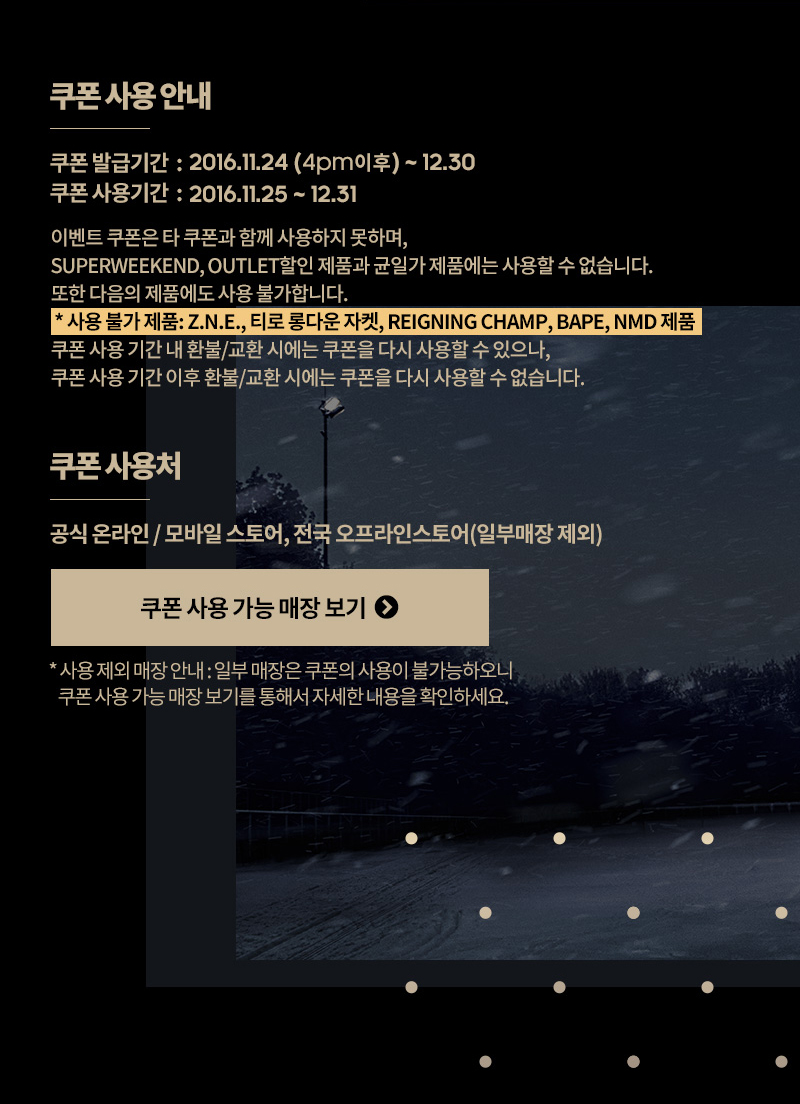 쿠폰 사용 안내
쿠폰 발급기간 : 2016.11.24 (4pm이후) ~ 12.30
쿠폰 사용기간 : 2016.11.25 ~ 12.31
이벤트 쿠폰은 타 쿠폰과 함께 사용하지 못하며,
SUPERWEEKEND, OUTLET할인 제품과 균일가 제품에는 사용할 수 없습니다.
또한 다음의 제품에도 사용 불가합니다.
* 사용 불가 제품: Z.N.E., 티로 롱다운 자켓, REIGNING CHAMP, BAPE, NMD 제품
쿠폰 사용 기간 내 환불/교환 시에는 쿠폰을 다시 사용할 수 있으나,
쿠폰 사용 기간 이후 환불/교환 시에는 쿠폰을 다시 사용할 수 없습니다.
쿠폰 사용처
공식 온라인 / 모바일 스토어, 전국 오프라인스토어(일부매장 제외)
쿠폰 사용 가능 매장 보기
* 사용 제외 매장 안내 : 일부 매장은 쿠폰의 사용이 불가능하오니
쿠폰 사용 가능 매장 보기를 통해서 자세한 내용을 확인하세요.